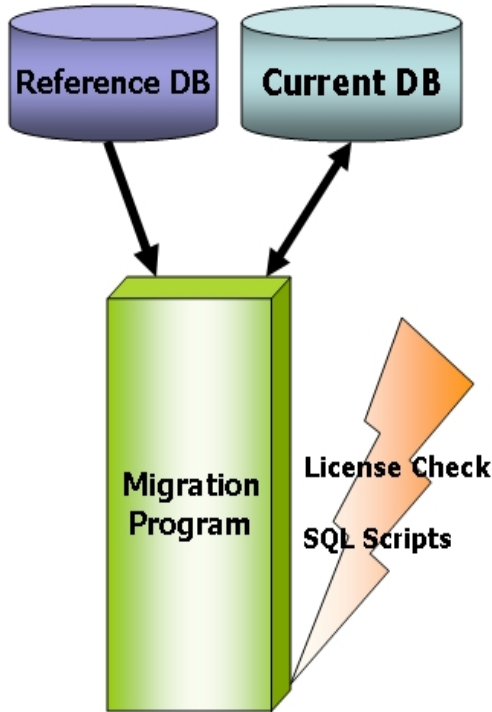 Reference DB
Current DB
Migration
Program
License Check
SQL Scripts